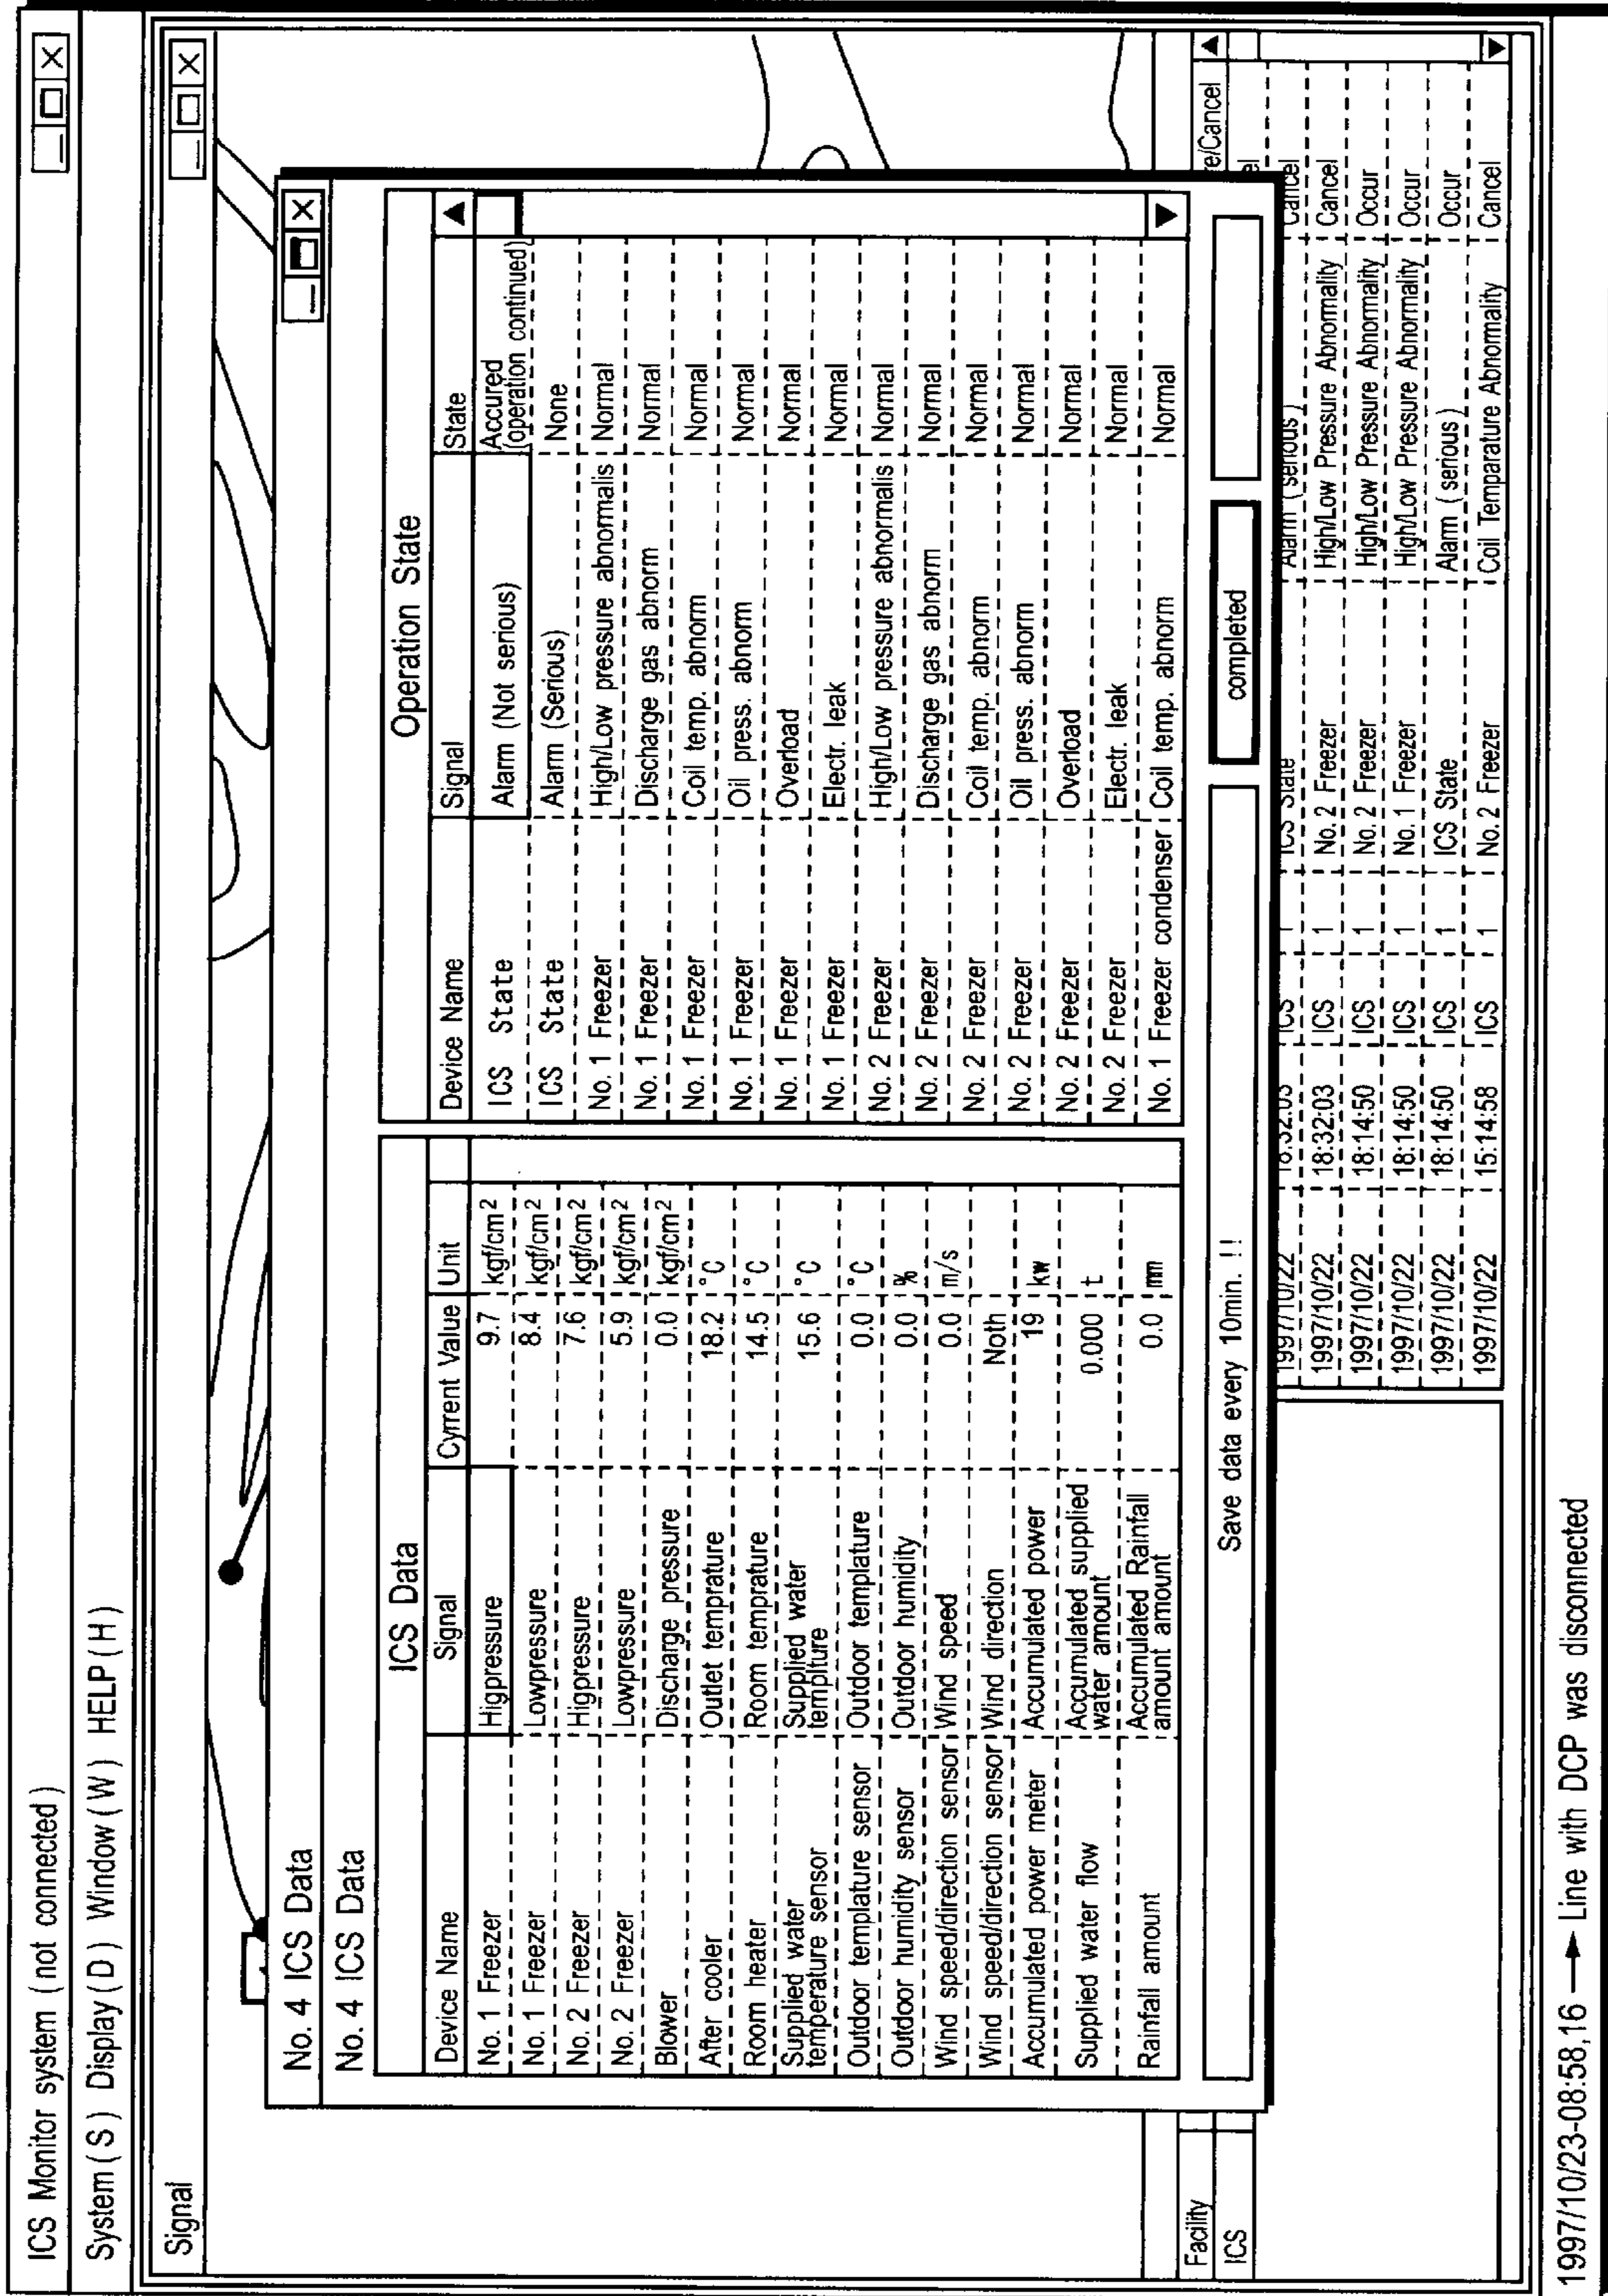 ICS Monitor system ( not connected )
System ( S ) Display ( D ) Window ( W ) HELP ( H )
Signal
No. 4 ICS Data
No. 4 ICS Data
ICS Data
Device Name Signal Cyrrent Value Unit
No. 1 Freezer Higpressure 9.7 kgf/cm²
No. 1 Freezer Lowpressure 8.4 kgf/cm²
No. 2 Freezer Higpressure 7.6 kgf/cm²
No. 2 Freezer Lowpressure 5.9 kgf/cm²
Blower Discharge pressure 0.0 kgf/cm²
After cooler Outlet temprature 18.2 °C
Room heater Room temprature 14.5 °C
Supplied water Supplied water
temperature sensor templture 15.6 °C
Outdoor templature sensor Outdoor templature 0.0 °C
Outdoor humidity sensor Outdoor humidity 0.0 %
Wind speed/direction sensor Wind speed 0.0 m/s
Wind speed/direction sensor Wind direction Noth
Accumulated power meter Accumulated power 19 kw
Supplied water flow Accumulated supplied
water amount 0.000 t
Rainfall amount Accumulated Rainfall
amount amount 0.0 mm
Operation State
Device Name Signal State
ICS State Alarm (Not serious) Accured
(operation continued)
ICS State Alarm (Serious) None
No. 1 Freezer High/Low pressure abnormalis Normal
No. 1 Freezer Discharge gas abnorm Normal
No. 1 Freezer Coil temp. abnorm Normal
No. 1 Freezer Oil press. abnorm Normal
No. 1 Freezer Overload Normal
No. 1 Freezer Electr. leak Normal
No. 2 Freezer High/Low pressure abnormalis Normal
No. 2 Freezer Discharge gas abnorm Normal
No. 2 Freezer Coil temp. abnorm Normal
No. 2 Freezer Oil press. abnorm Normal
No. 2 Freezer Overload Normal
No. 2 Freezer Electr. leak Normal
No. 1 Freezer condenser Coil temp. abnorm Normal
Save data every 10min. !!
completed
Facility
re/Cancel
ICS
el
1997/10/22 18:32:03 ICS 1 ICS State Alarm ( serious ) Cancel
1997/10/22 18:32:03 ICS 1 No. 2 Freezer High/Low Pressure Abnormality Cancel
1997/10/22 18:14:50 ICS 1 No. 2 Freezer High/Low Pressure Abnormality Occur
1997/10/22 18:14:50 ICS 1 No. 1 Freezer High/Low Pressure Abnormality Occur
1997/10/22 18:14:50 ICS 1 ICS State Alarm ( serious ) Occur
1997/10/22 15:14:58 ICS 1 No. 2 Freezer Coil Temparature Abnormality Cancel
1997/10/23-08:58,16 → Line with DCP was disconnected